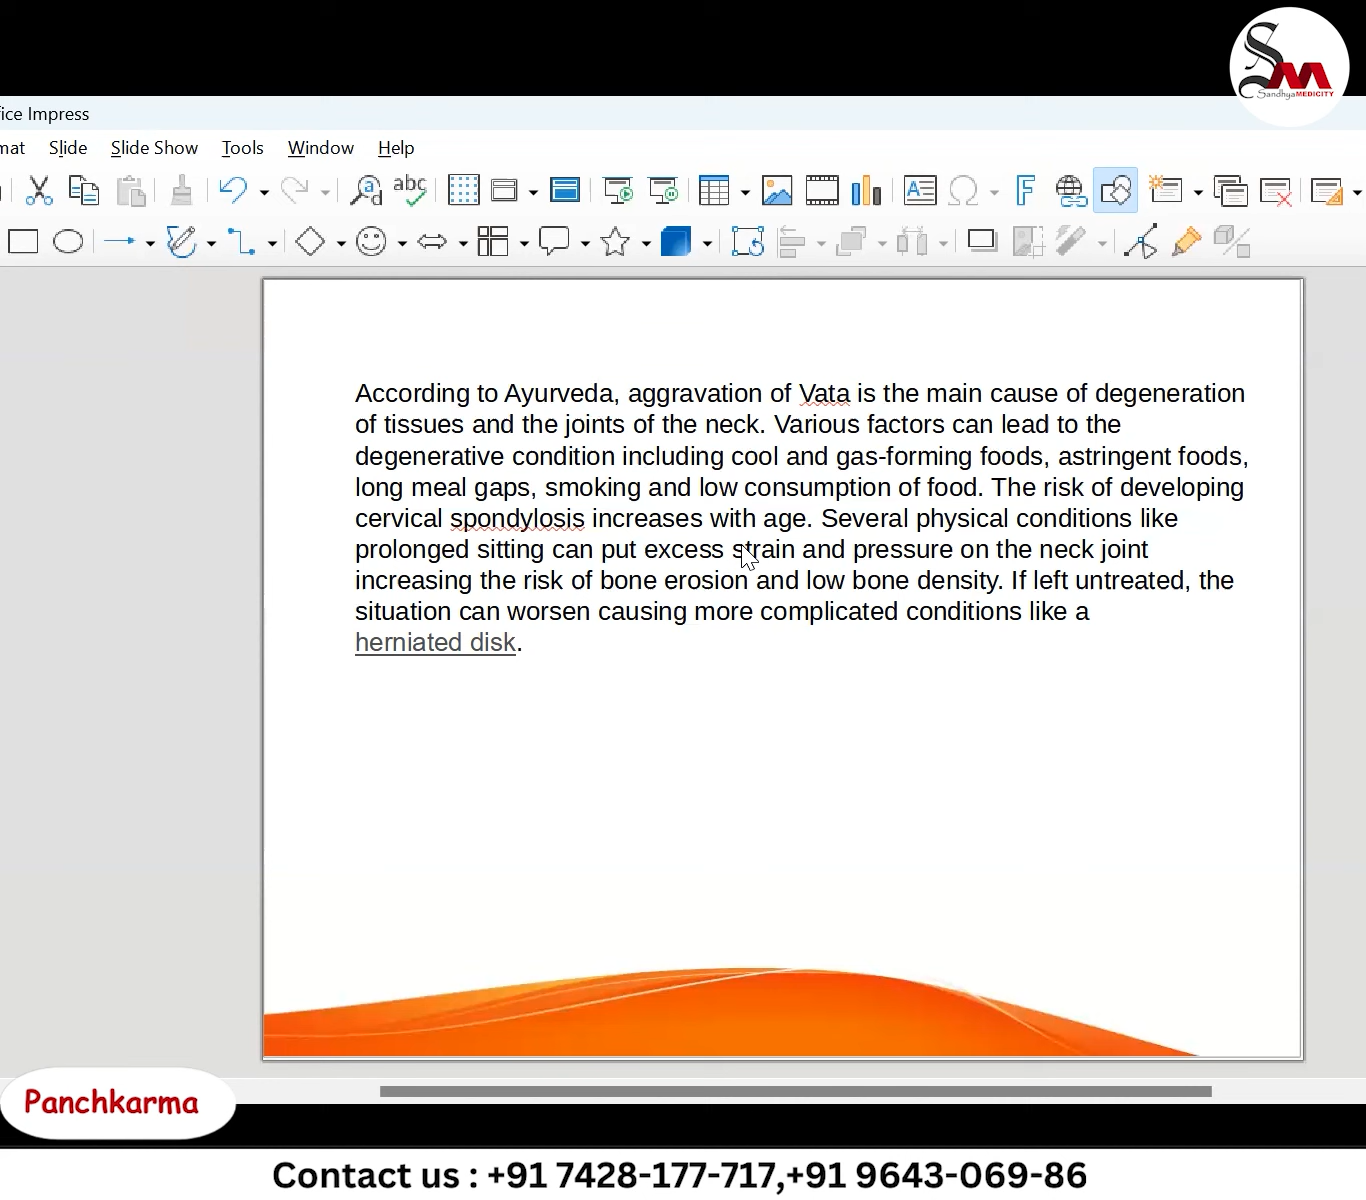 SM
Sandhya MEDICITY
ice Impress
mat Slide Slide Show Tools Window Help
abc
According to Ayurveda, aggravation of Vata is the main cause of degeneration
of tissues and the joints of the neck. Various factors can lead to the
degenerative condition including cool and gas-forming foods, astringent foods,
long meal gaps, smoking and low consumption of food. The risk of developing
cervical spondylosis increases with age. Several physical conditions like
prolonged sitting can put excess strain and pressure on the neck joint
increasing the risk of bone erosion and low bone density. If left untreated, the
situation can worsen causing more complicated conditions like a
herniated disk.
Panchkarma
Contact us : +91 7428-177-717,+91 9643-069-86